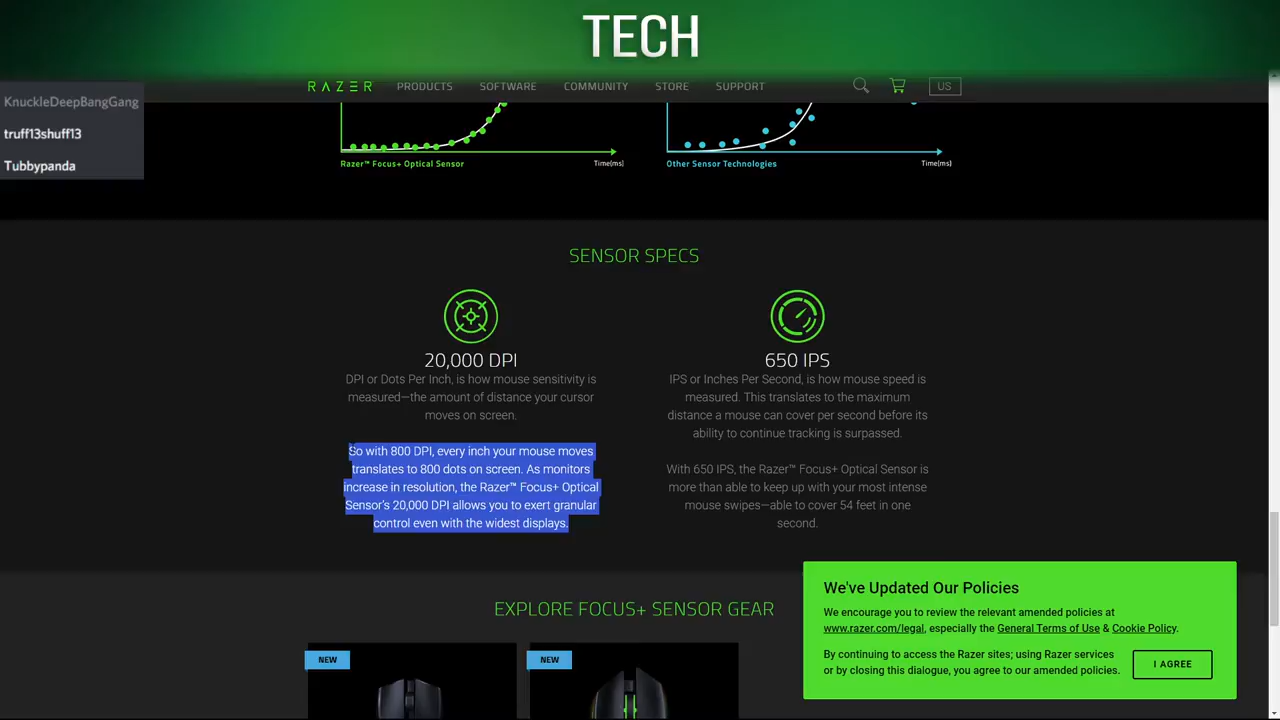 TECH
RAZER PRODUCTS SOFTWARE COMMUNITY STORE SUPPORT US
KnuckleDeepBangGang
truff13shuff13
Tubbypanda
Razer™ Focus+ Optical Sensor Time(ms)
Other Sensor Technologies Time(ms)
SENSOR SPECS
20,000 DPI
DPI or Dots Per Inch, is how mouse sensitivity is
measured—the amount of distance your cursor
moves on screen.
So with 800 DPI, every inch your mouse moves
translates to 800 dots on screen. As monitors
increase in resolution, the Razer™ Focus+ Optical
Sensor's 20,000 DPI allows you to exert granular
control even with the widest displays.
650 IPS
IPS or Inches Per Second, is how mouse speed is
measured. This translates to the maximum
distance a mouse can cover per second before its
ability to continue tracking is surpassed.
With 650 IPS, the Razer™ Focus+ Optical Sensor is
more than able to keep up with your most intense
mouse swipes—able to cover 54 feet in one
second.
EXPLORE FOCUS+ SENSOR GEAR
NEW
NEW
We've Updated Our Policies
We encourage you to review the relevant amended policies at
www.razer.com/legal, especially the General Terms of Use & Cookie Policy.
By continuing to access the Razer sites; using Razer services
or by closing this dialogue, you agree to our amended policies.
I AGREE